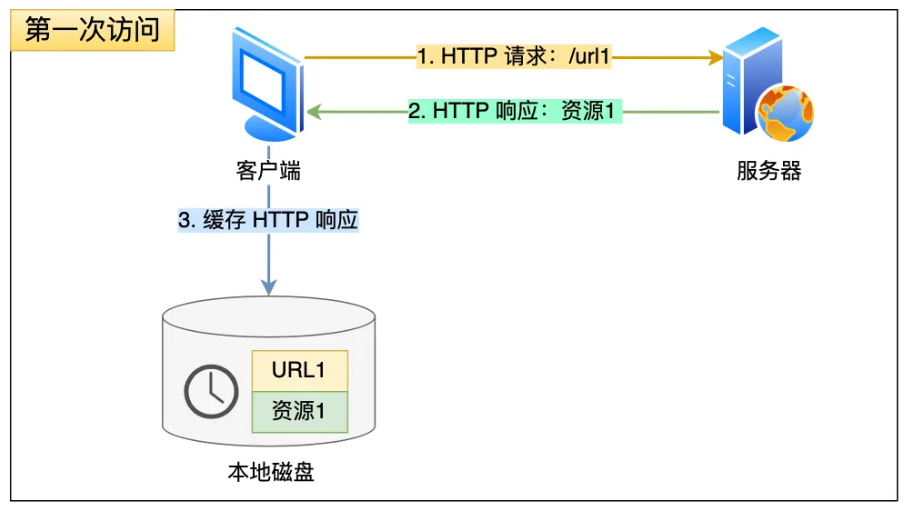 第一次访问
1. HTTP 请求：/url1
2. HTTP 响应：资源1
客户端
服务器
3. 缓存 HTTP 响应
URL1
资源1
本地磁盘